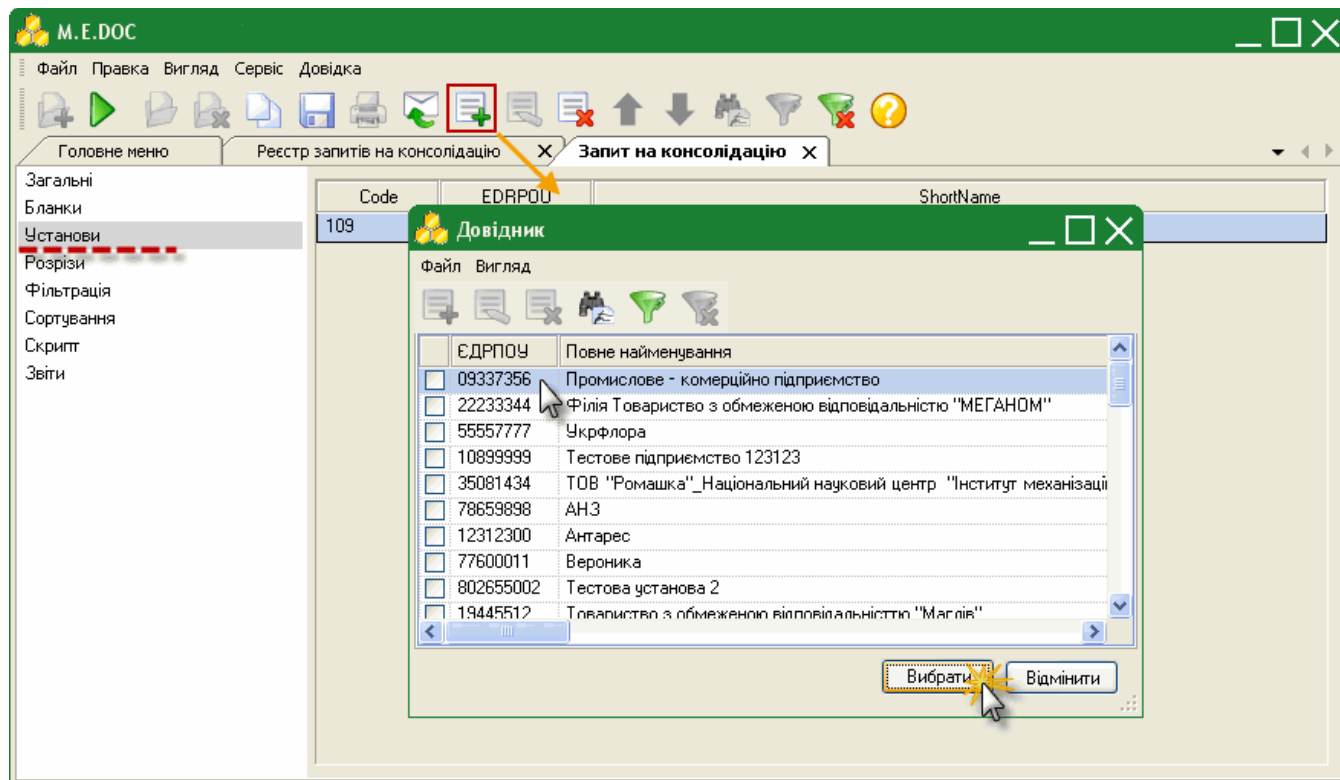 M.E.DOC
Файл Правка Вигляд Сервіс Довідка
Головне меню Реєстр запитів на консолідацію X Запит на консолідацію X
Загальні
Бланки
Установи
Розрізи
Фільтрація
Сортування
Скрипт
Звіти
Code EDRPOU ShortName
109
Довідник
Файл Вигляд
ЄДРПОУ Повне найменування
09337356 Промислове - комерційно підприємство
22233344 Філія Товариство з обмеженою відповідальністю "МЕГАНОМ"
55557777 Укрфлора
10899999 Тестове підприємство 123123
35081434 ТОВ "Ромашка"_Національний науковий центр "Інститут механізації
78659898 АНЗ
12312300 Антарес
77600011 Вероника
802655002 Тестова установа 2
19445512 Товариство з обмеженою відповідальністтю "Маглів"
Вибрати Відмінити